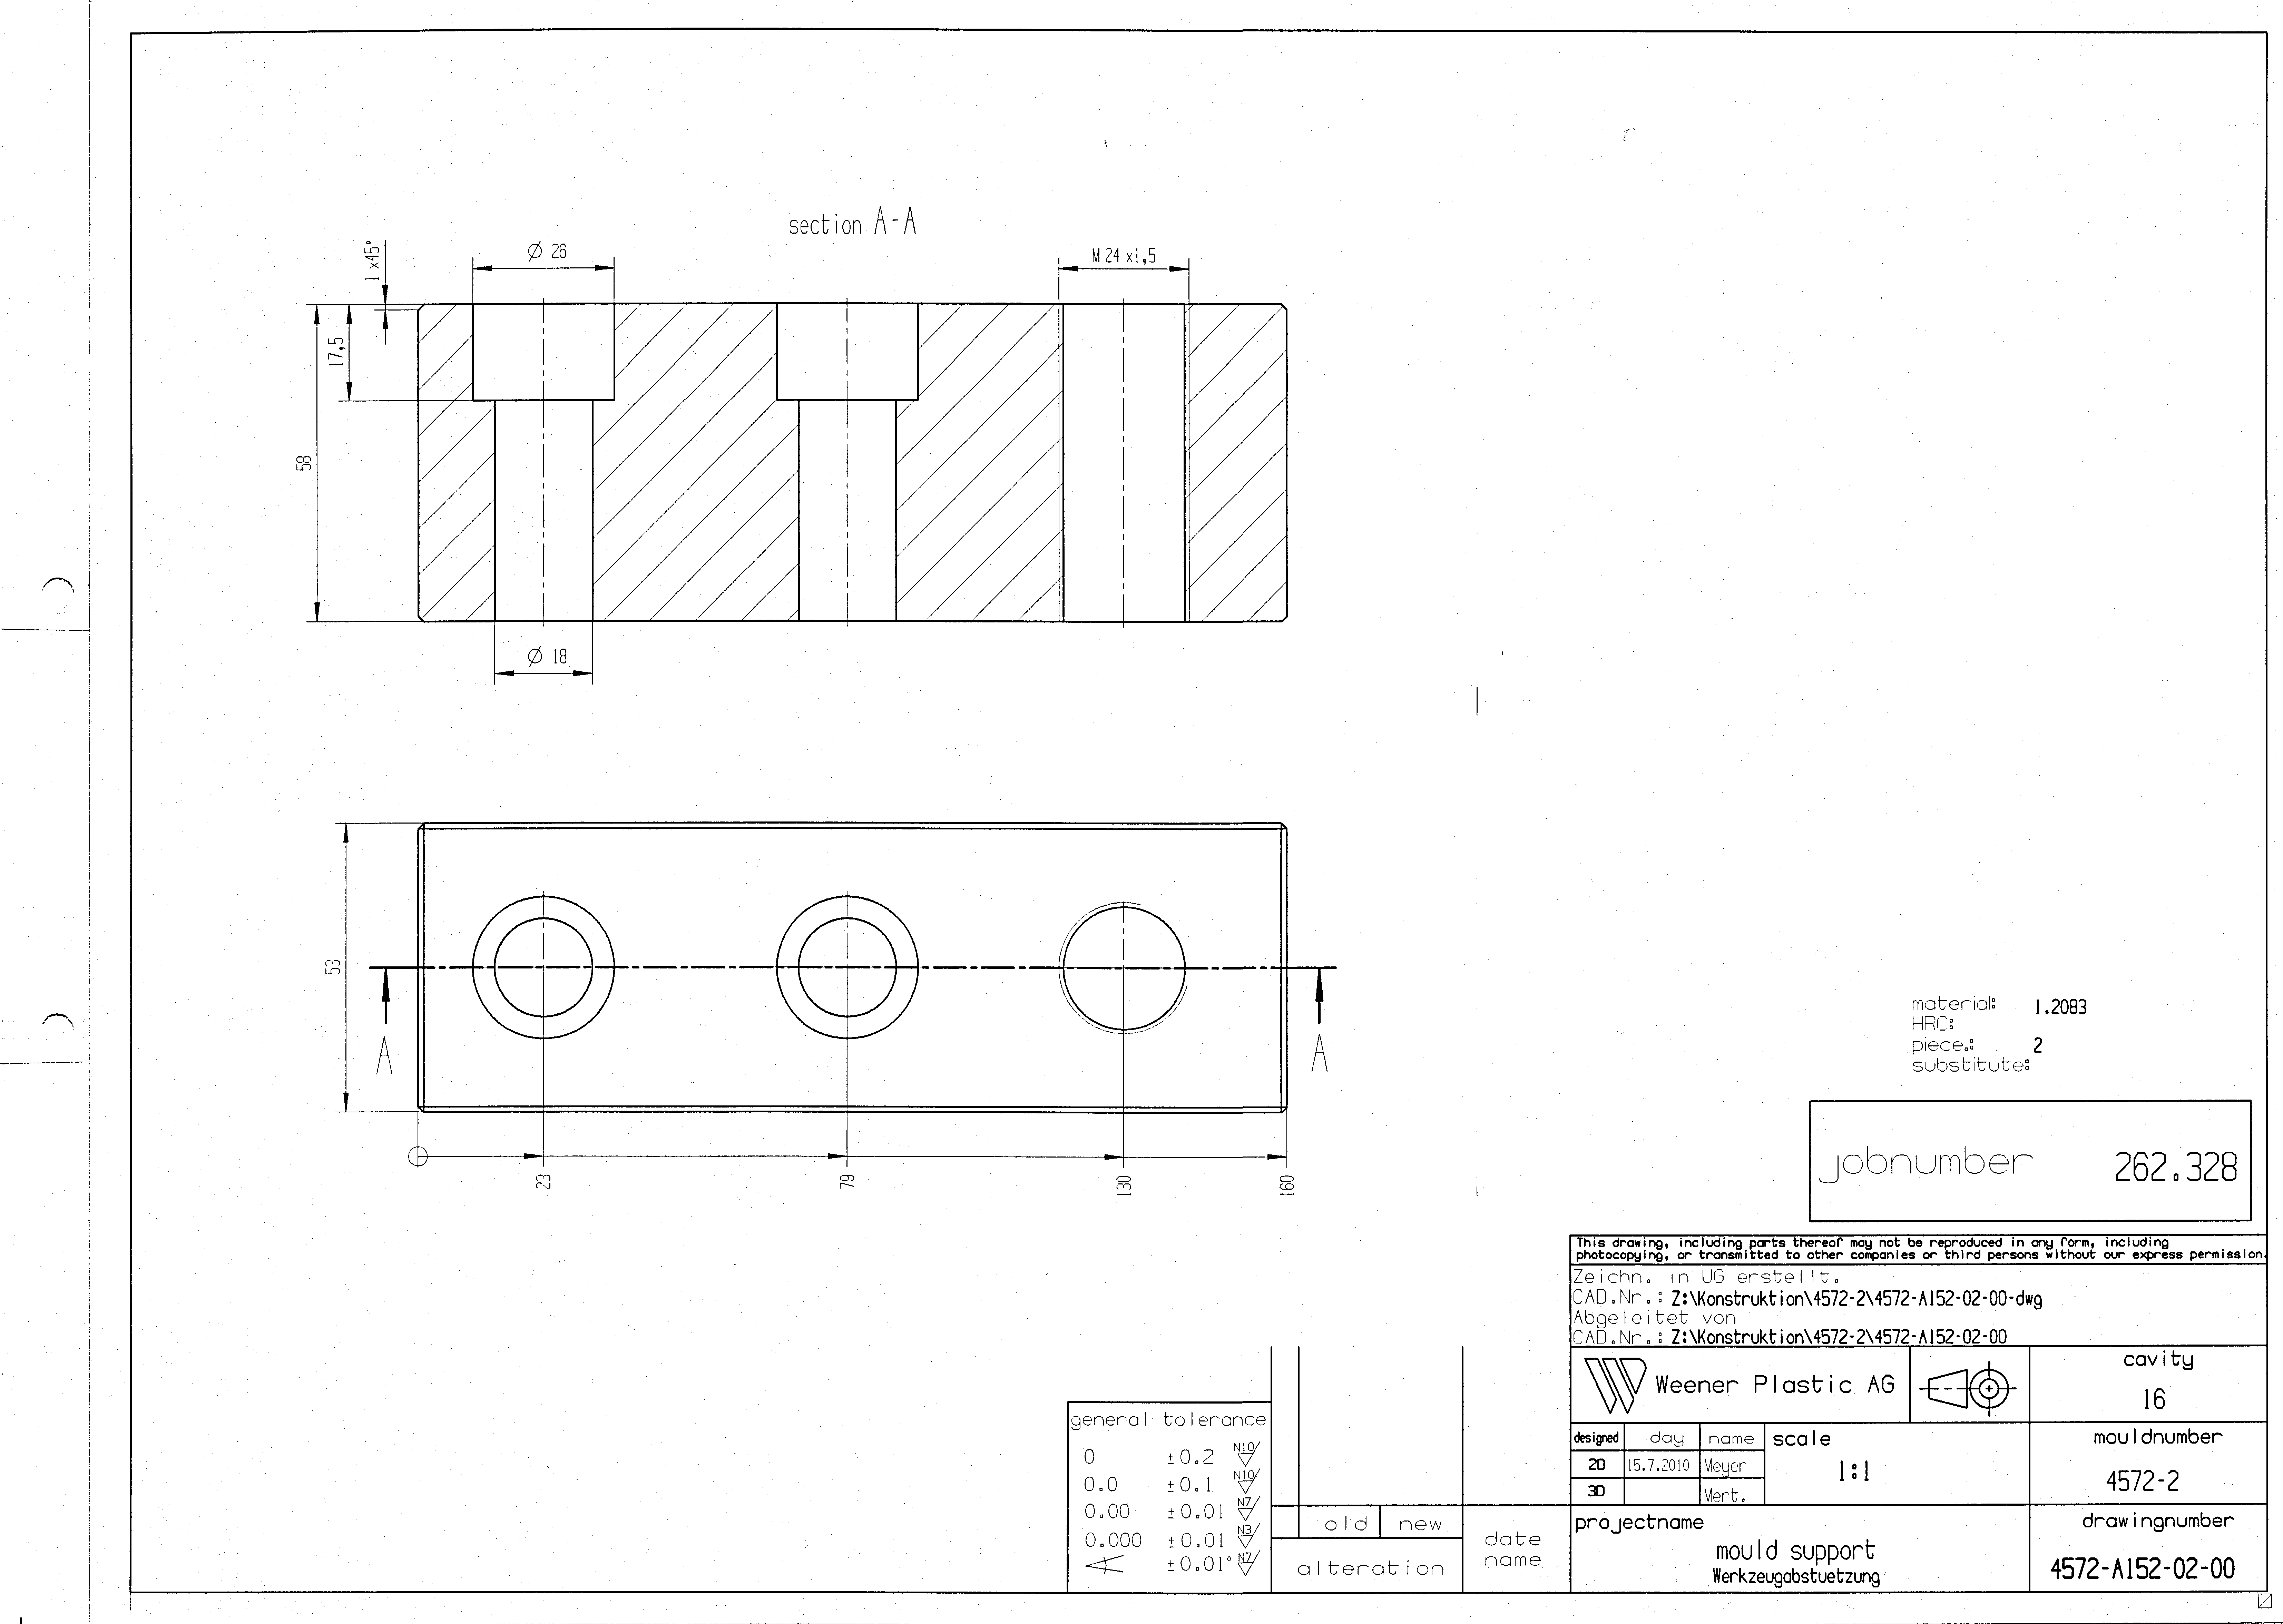 section A-A
1 x45°
Ø 26
M 24 x1,5
17,5
58
Ø 18
53
A
A
23
79
130
160
material: 1.2083
HRC:
piece.: 2
substitute:
jobnumber 262.328
This drawing, including parts thereof may not be reproduced in any form, including
photocopying, or transmitted to other companies or third persons without our express permission.
Zeichn. in UG erstellt.
CAD.Nr.: Z:\Konstruktion\4572-2\4572-A152-02-00-dwg
Abgeleitet von
CAD.Nr.: Z:\Konstruktion\4572-2\4572-A152-02-00
Weener Plastic AG
cavity
16
designed day name scale
2D 15.7.2010 Meyer 1:1
3D Mert.
mouldnumber
4572-2
general tolerance
0 ±0.2 N10
0.0 ±0.1 N10
0.00 ±0.01 N7
0.000 ±0.01 N3
±0.01° N7
old new
alteration
date
name
projectname
mould support
Werkzeugabstuetzung
drawingnumber
4572-A152-02-00